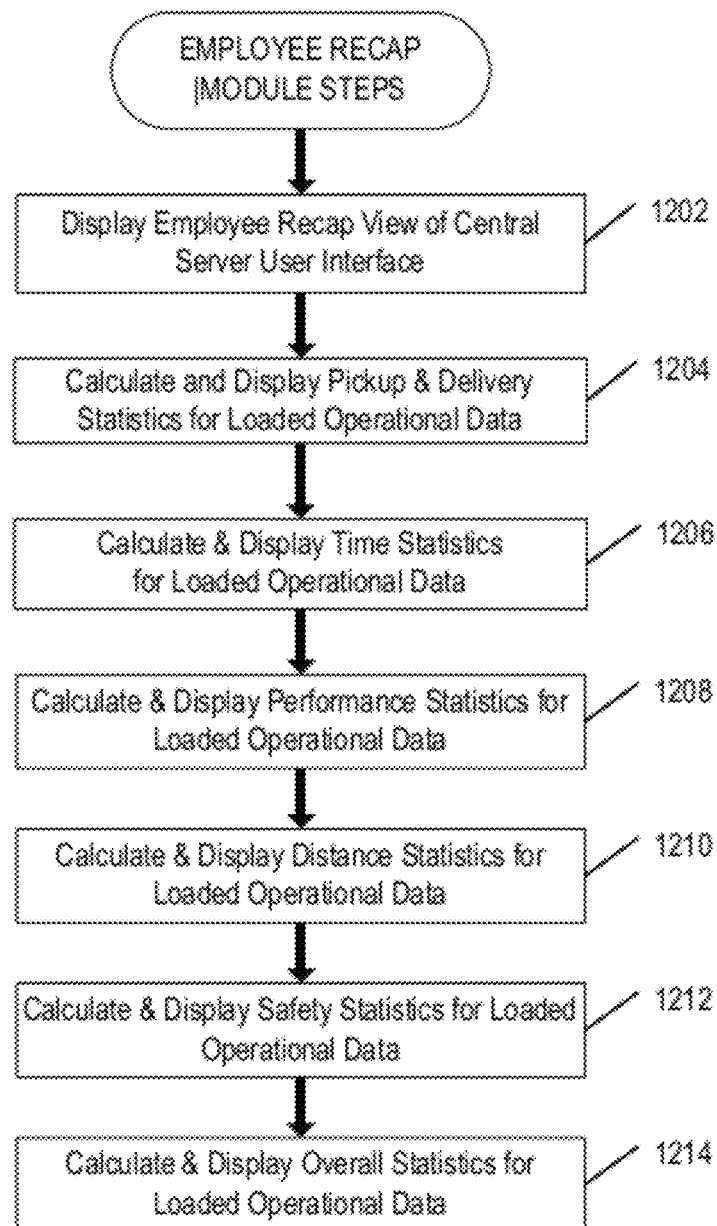 EMPLOYEE RECAP
|MODULE STEPS
Display Employee Recap View of Central
Server User Interface
1202
Calculate and Display Pickup & Delivery
Statistics for Loaded Operational Data
1204
Calculate & Display Time Statistics
for Loaded Operational Data
1206
Calculate & Display Performance Statistics for
Loaded Operational Data
1208
Calculate & Display Distance Statistics for
Loaded Operational Data
1210
Calculate & Display Safety Statistics for Loaded
Operational Data
1212
Calculate & Display Overall Statistics for
Loaded Operational Data
1214